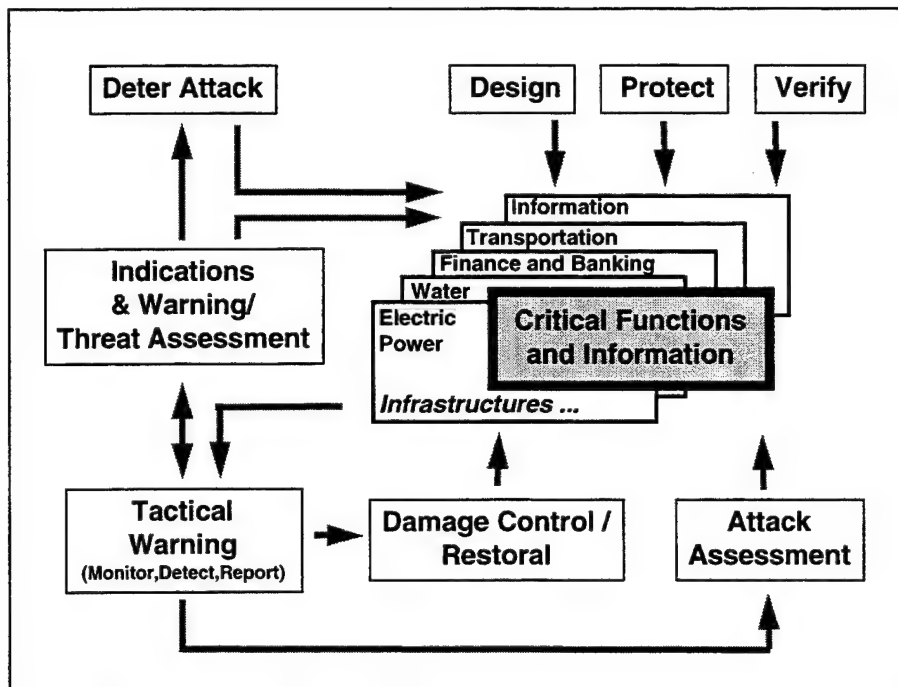 Deter Attack
Design
Protect
Verify
Information
Transportation
Finance and Banking
Water
Electric
Power
Critical Functions
and Information
Infrastructures ...
Indications
& Warning/
Threat Assessment
Tactical
Warning
(Monitor,Detect,Report)
Damage Control /
Restoral
Attack
Assessment